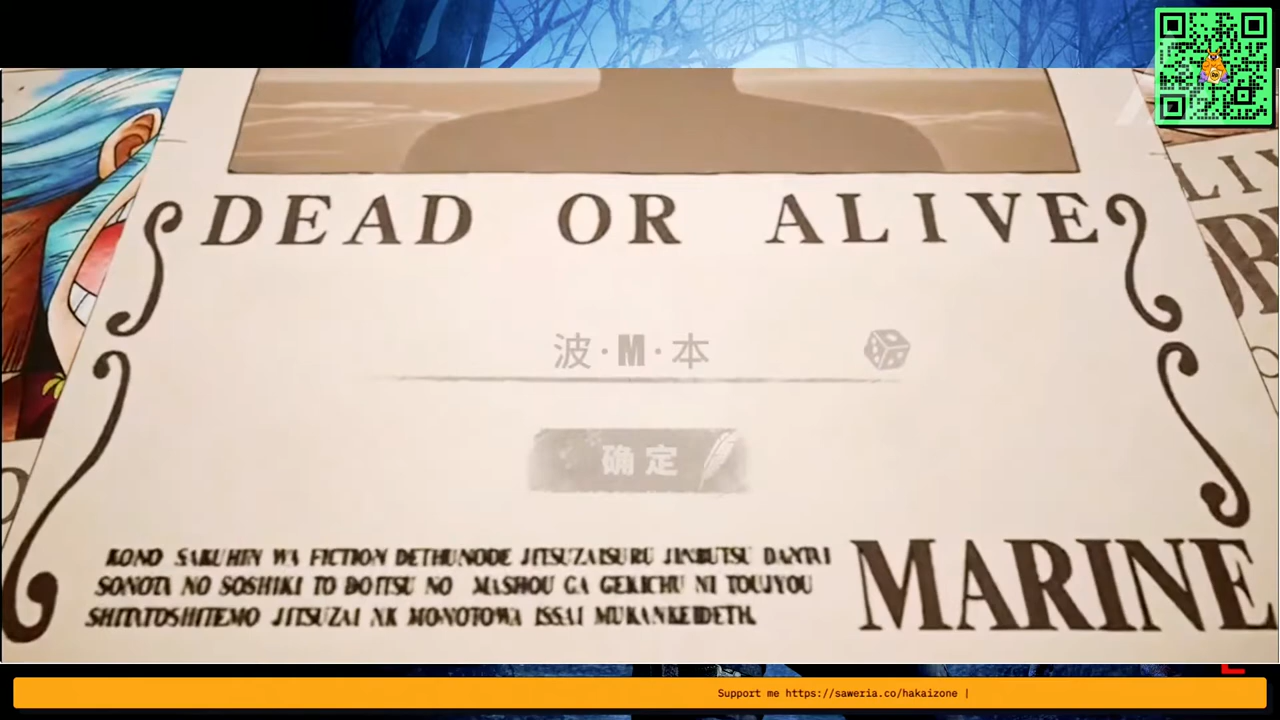 DEAD OR ALIVE
波·M·本
确定
KONO SAKUHIN WA FICTION DETHUNODE JITSUZAISURU JINBUTSU DANTAI
SONOTA NO SOSHIKI TO DOITSU NO MASHOU GA GEKICHU NI TOUJYOU
SHITATOSHITEMO JITSUZAI NK MONOTOWA ISSAI MUKANKEIDETH.
MARINE
Support me https://saweria.co/hakaizone |